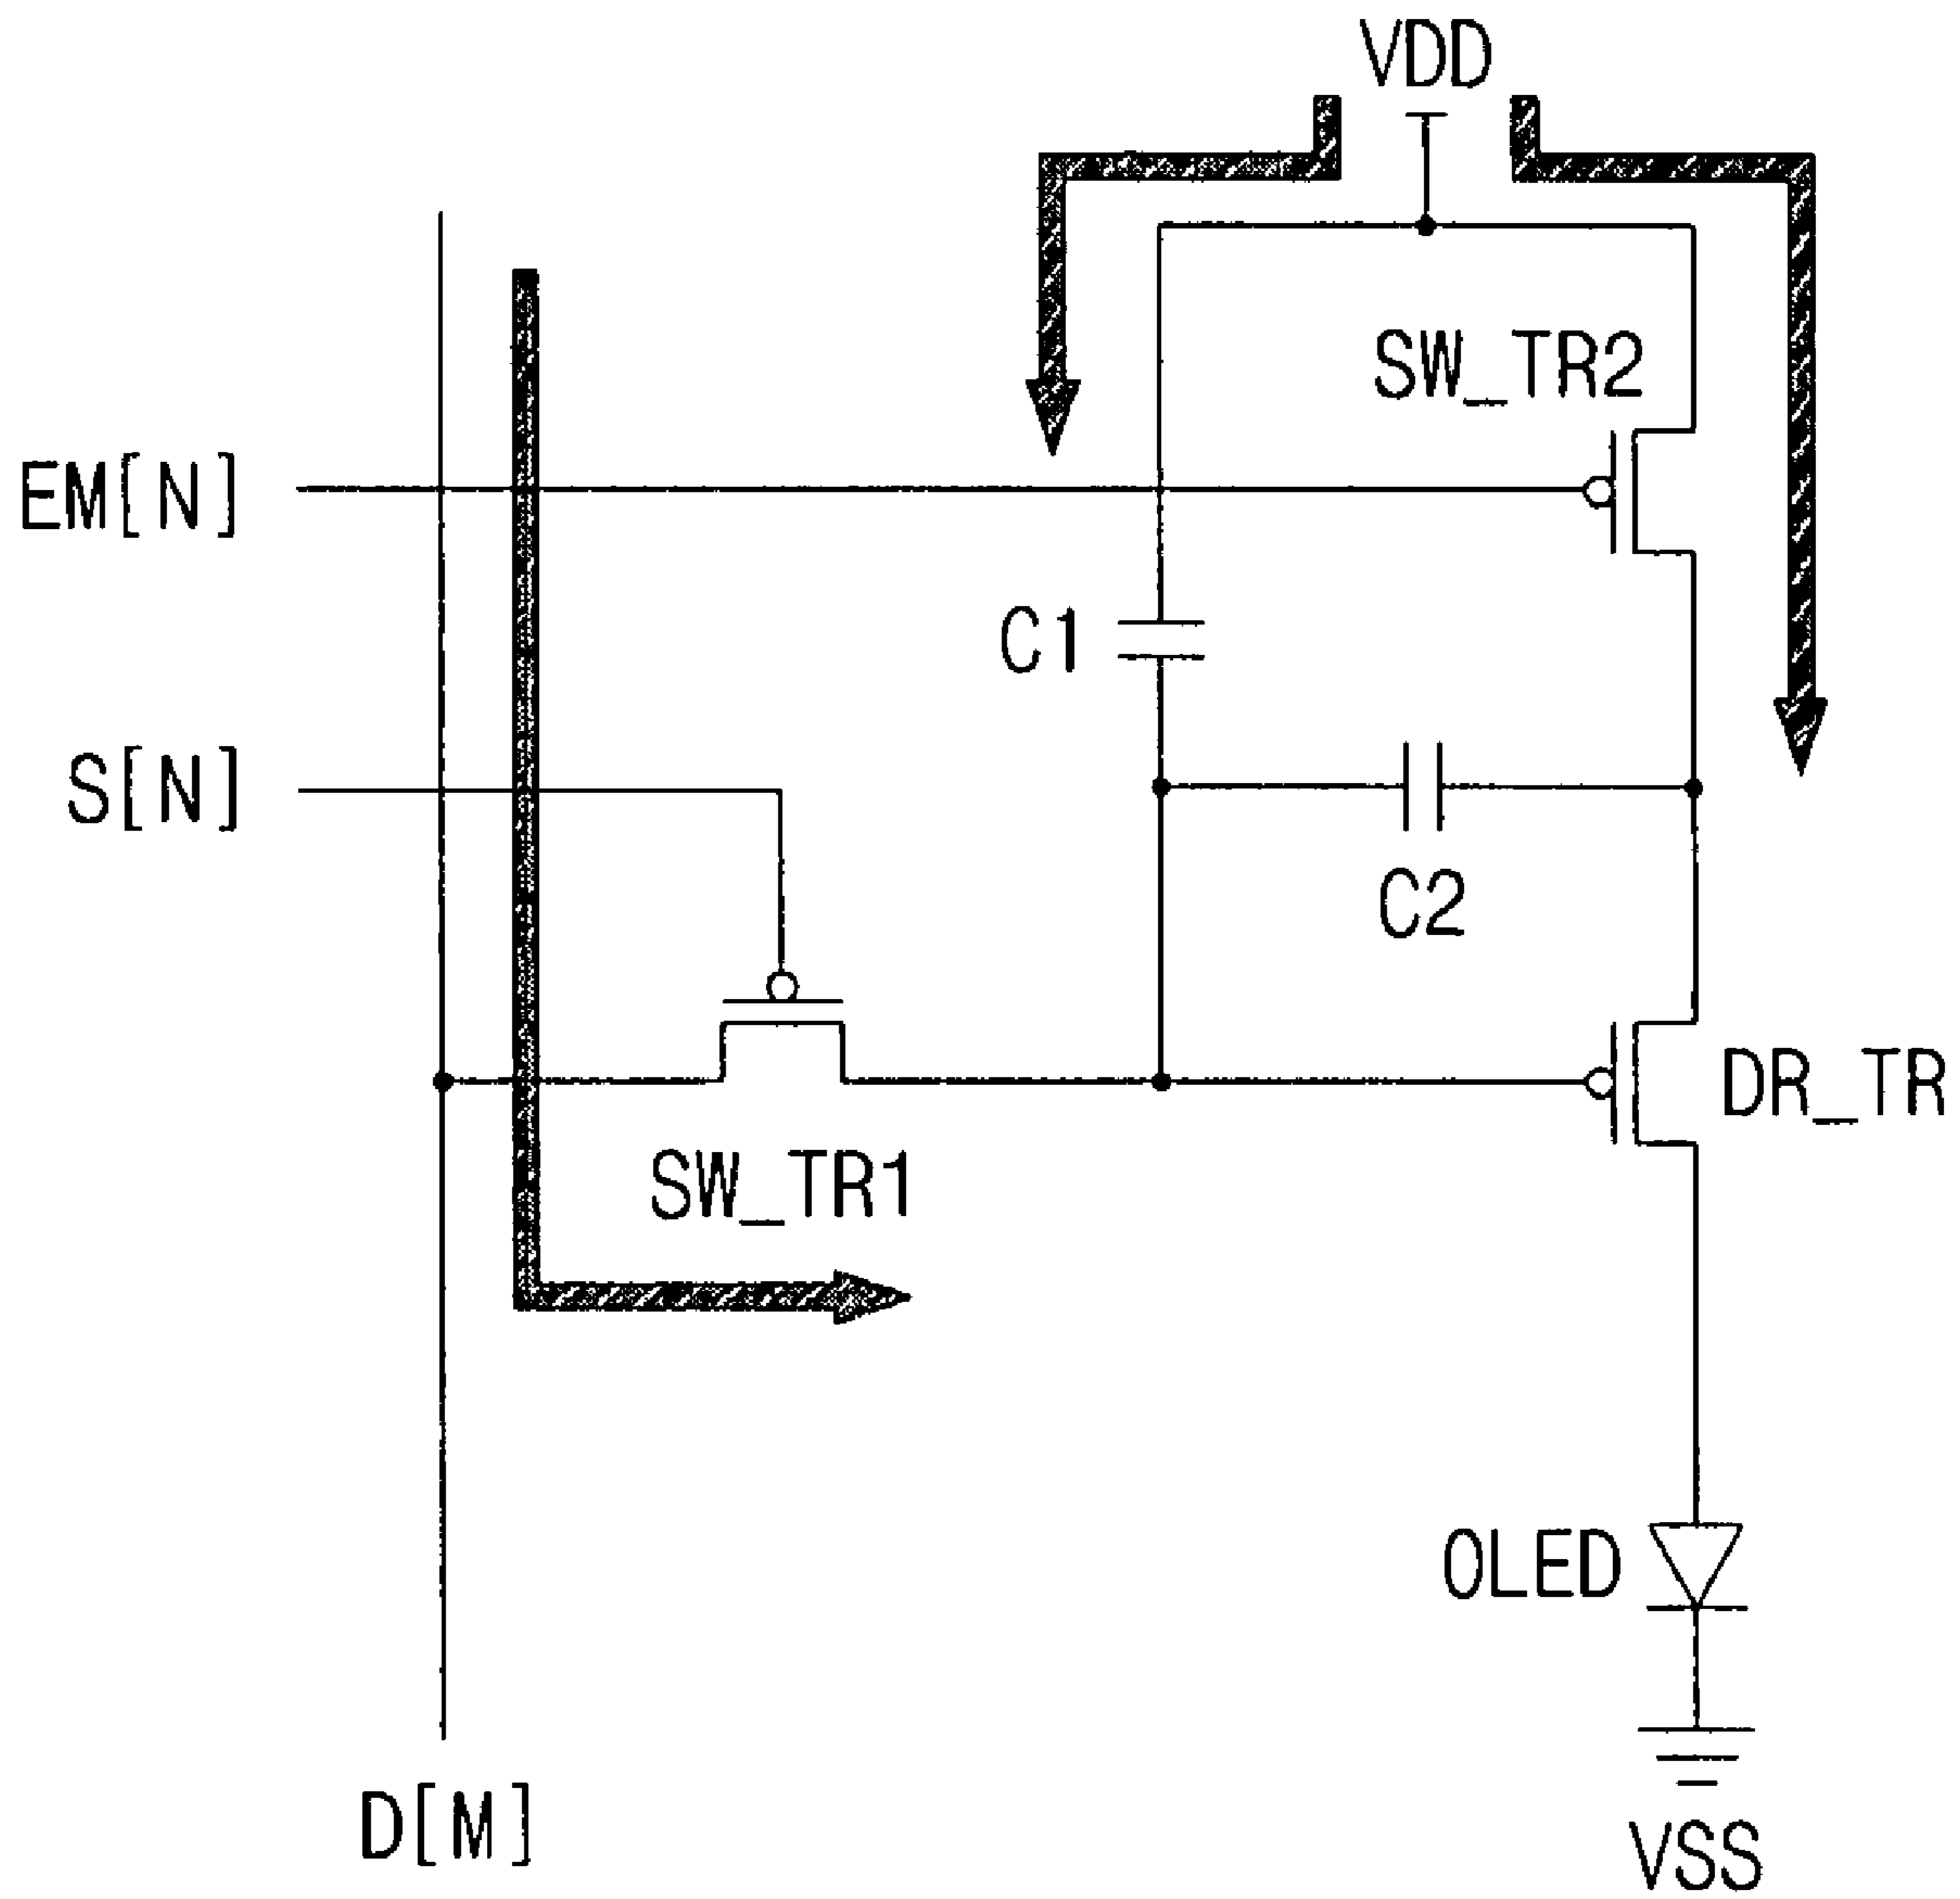 VDD
SW_TR2
EM[N]
C1
S[N]
C2
DR_TR
SW_TR1
OLED
D[M]
VSS